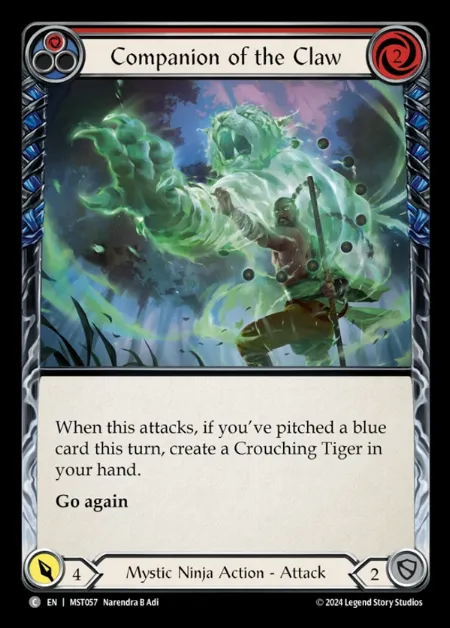 Companion of the Claw
2
When this attacks, if you've pitched a blue
card this turn, create a Crouching Tiger in
your hand.
Go again
4
Mystic Ninja Action - Attack
2
C EN | MST057 Narendra B Adi
© 2024 Legend Story Studios